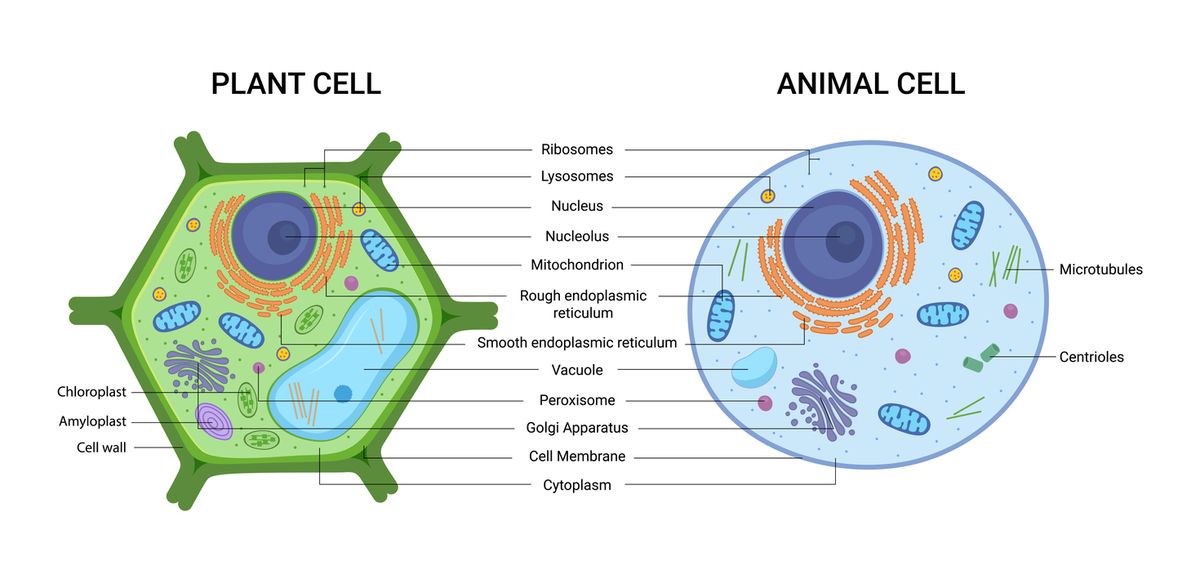 PLANT CELL
ANIMAL CELL
Ribosomes
Lysosomes
Nucleus
Nucleolus
Mitochondrion
Rough endoplasmic
reticulum
Smooth endoplasmic reticulum
Vacuole
Peroxisome
Golgi Apparatus
Cell Membrane
Cytoplasm
Chloroplast
Amyloplast
Cell wall
Microtubules
Centrioles